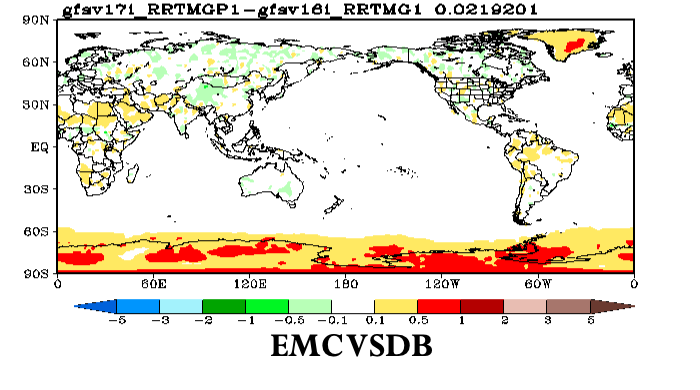 gfsv17i_RRTMGP1-gfsv16i_RRTMG1 0.0219201
90N
60N
30N
EQ
30S
60S
90S
0 60E 120E 180 120W 60W 0
-5 -3 -2 -1 -0.5 -0.1 0.1 0.5 1 2 3 5
EMCVSDB